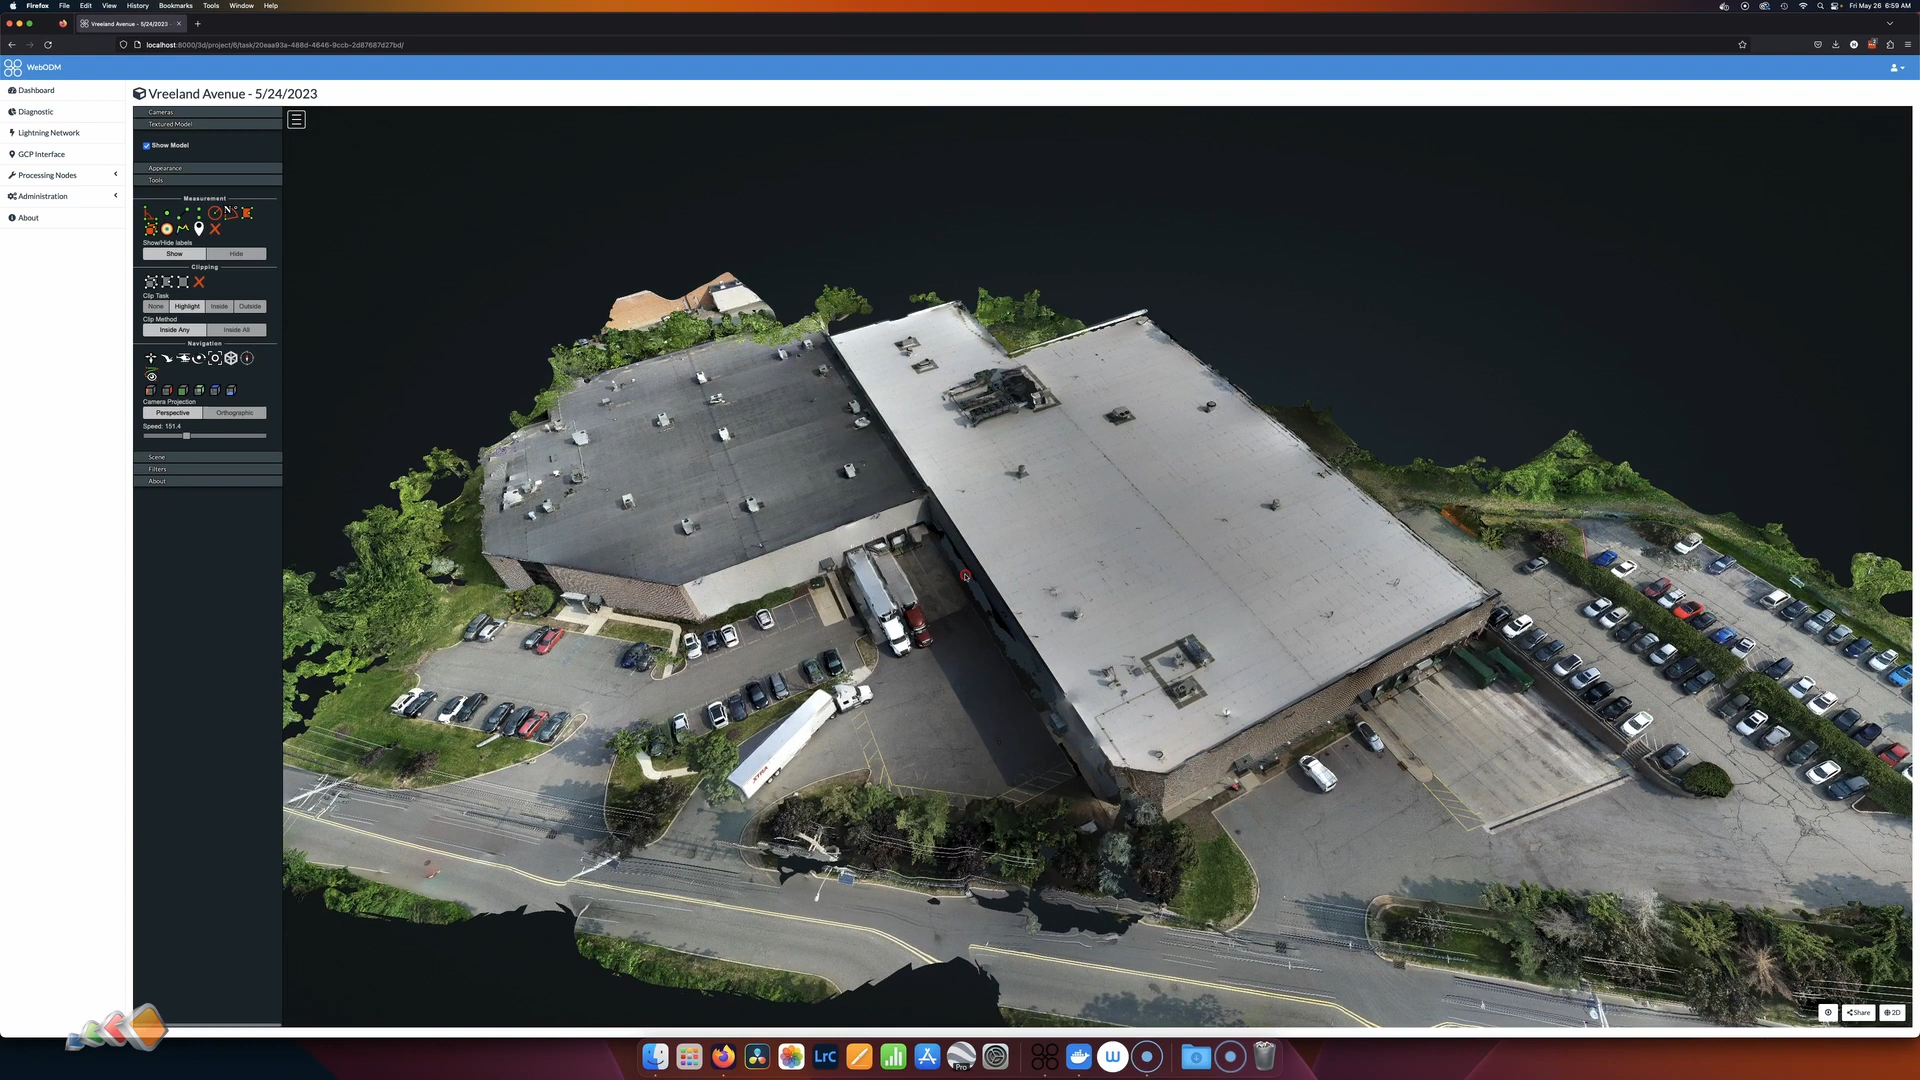 Firefox File Edit View History Bookmarks Tools Window Help
Fri May 26 6:59 AM
Vreeland Avenue - 5/24/2023
localhost:8000/3d/project/6/task/20eaa93a-488d-4646-9ccb-2d87687d27bd/
WebODM
Dashboard
Diagnostic
Lightning Network
GCP Interface
Processing Nodes
Administration
About
Vreeland Avenue - 5/24/2023
Cameras
Textured Model
Show Model
Appearance
Tools
Measurement
Show/Hide labels
Show Hide
Clipping
Clip Task
None Highlight Inside Outside
Clip Method
Inside Any Inside All
Navigation
Camera Projection
Perspective Orthographic
Speed: 151.4
Scene
Filters
About
XTRA
Share
2D
LrC
Pro
W